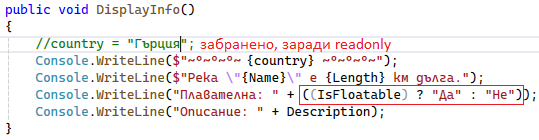 public void DisplayInfo()
{
//country = "Гърция"; забранено, заради readonly
Console.WriteLine($"~°~°~°~ {country} ~°~°~°~");
Console.WriteLine($"Река \"{Name}\" е {Length} км дълга.");
Console.WriteLine("Плавателна: " + ((IsFloatable) ? "Да" : "Не"));
Console.WriteLine("Описание: " + Description);
}